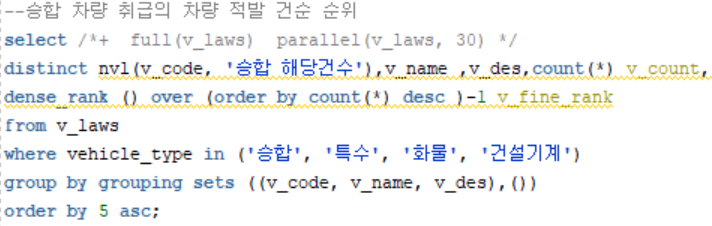 --승합 차량 취급의 차량 적발 건순 순위
select /*+  full(v_laws)  parallel(v_laws, 30) */
distinct nvl(v_code, '승합 해당건수'),v_name ,v_des,count(*) v_count,
dense_rank () over (order by count(*) desc )-1 v_fine_rank
from v_laws
where vehicle_type in ('승합', '특수', '화물', '건설기계')
group by grouping sets ((v_code, v_name, v_des),())
order by 5 asc;